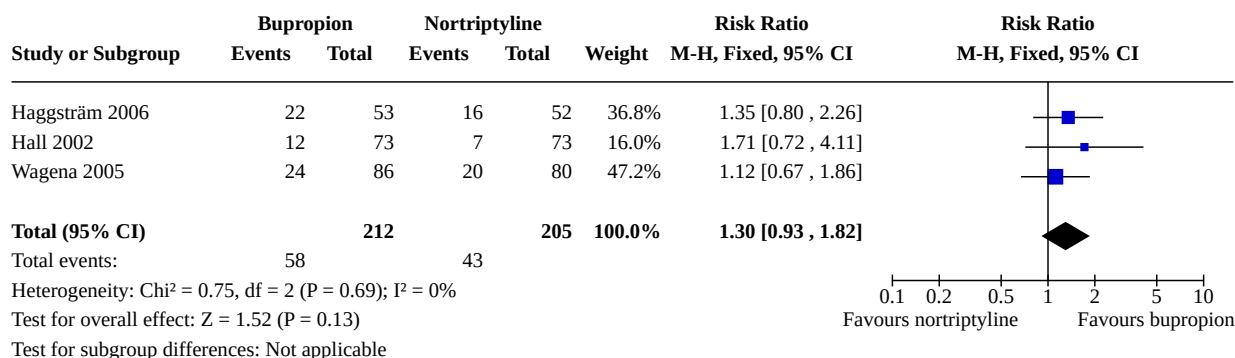 Bupropion Nortriptyline Risk Ratio Risk Ratio
Study or Subgroup Events Total Events Total Weight M-H, Fixed, 95% CI M-H, Fixed, 95% CI
Haggsträm 2006 22 53 16 52 36.8% 1.35 [0.80 , 2.26]
Hall 2002 12 73 7 73 16.0% 1.71 [0.72 , 4.11]
Wagena 2005 24 86 20 80 47.2% 1.12 [0.67 , 1.86]
Total (95% CI) 212 205 100.0% 1.30 [0.93 , 1.82]
Total events: 58 43
Heterogeneity: Chi² = 0.75, df = 2 (P = 0.69); I² = 0%
0.1 0.2 0.5 1 2 5 10
Test for overall effect: Z = 1.52 (P = 0.13)
Favours nortriptyline Favours bupropion
Test for subgroup differences: Not applicable